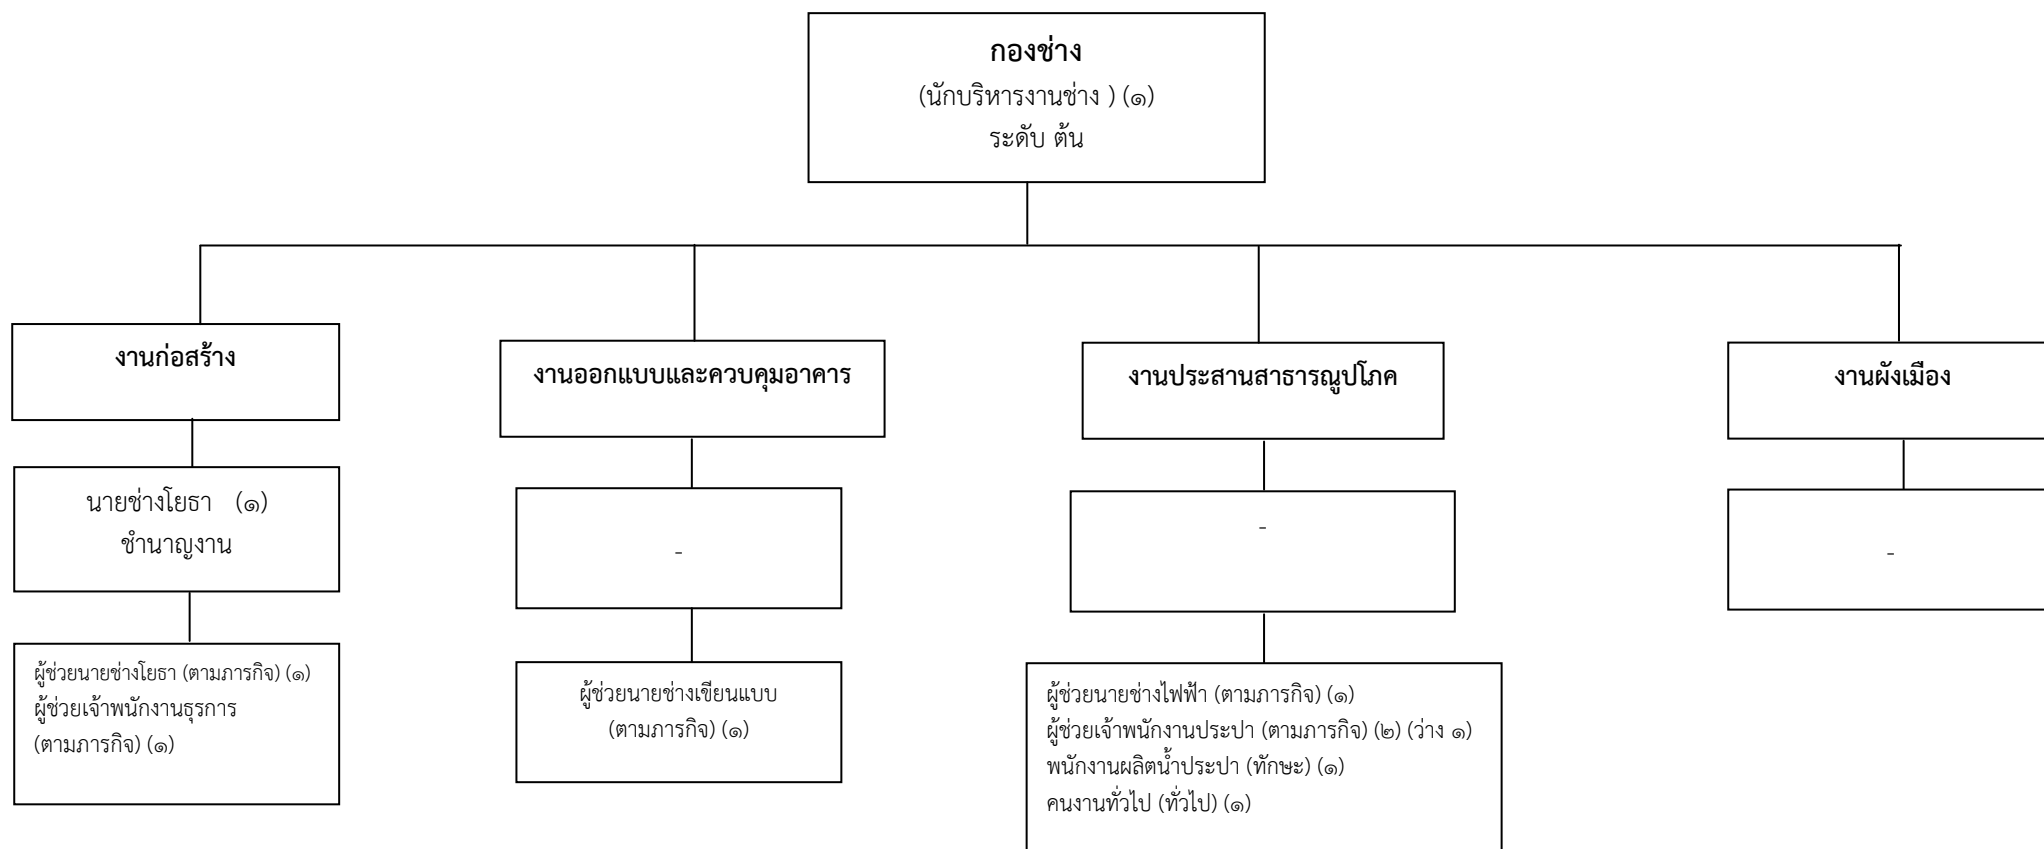 กองช่าง
(นักบริหารงานช่าง ) (๑)
ระดับ ต้น
งานก่อสร้าง
นายช่างโยธา (๑)
ชำนาญงาน
ผู้ช่วยนายช่างโยธา (ตามภารกิจ) (๑)
ผู้ช่วยเจ้าพนักงานธุรการ
(ตามภารกิจ) (๑)
งานออกแบบและควบคุมอาคาร
-
ผู้ช่วยนายช่างเขียนแบบ
(ตามภารกิจ) (๑)
งานประสานสาธารณูปโภค
-
ผู้ช่วยนายช่างไฟฟ้า (ตามภารกิจ) (๑)
ผู้ช่วยเจ้าพนักงานประปา (ตามภารกิจ) (๒) (ว่าง ๑)
พนักงานผลิตน้ำประปา (ทักษะ) (๑)
คนงานทั่วไป (ทั่วไป) (๑)
งานผังเมือง
-